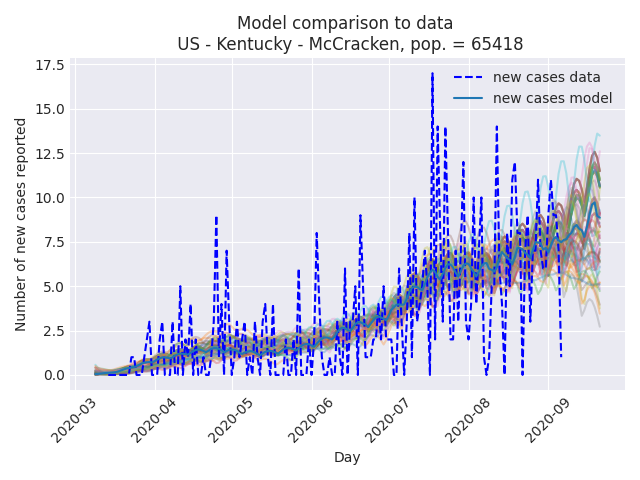 Model comparison to data
US - Kentucky - McCracken, pop. = 65418
17.5
15.0
12.5
10.0
7.5
5.0
2.5
0.0
Number of new cases reported
new cases data
new cases model
2020-03
2020-04
2020-05
2020-06
2020-07
2020-08
2020-09
Day